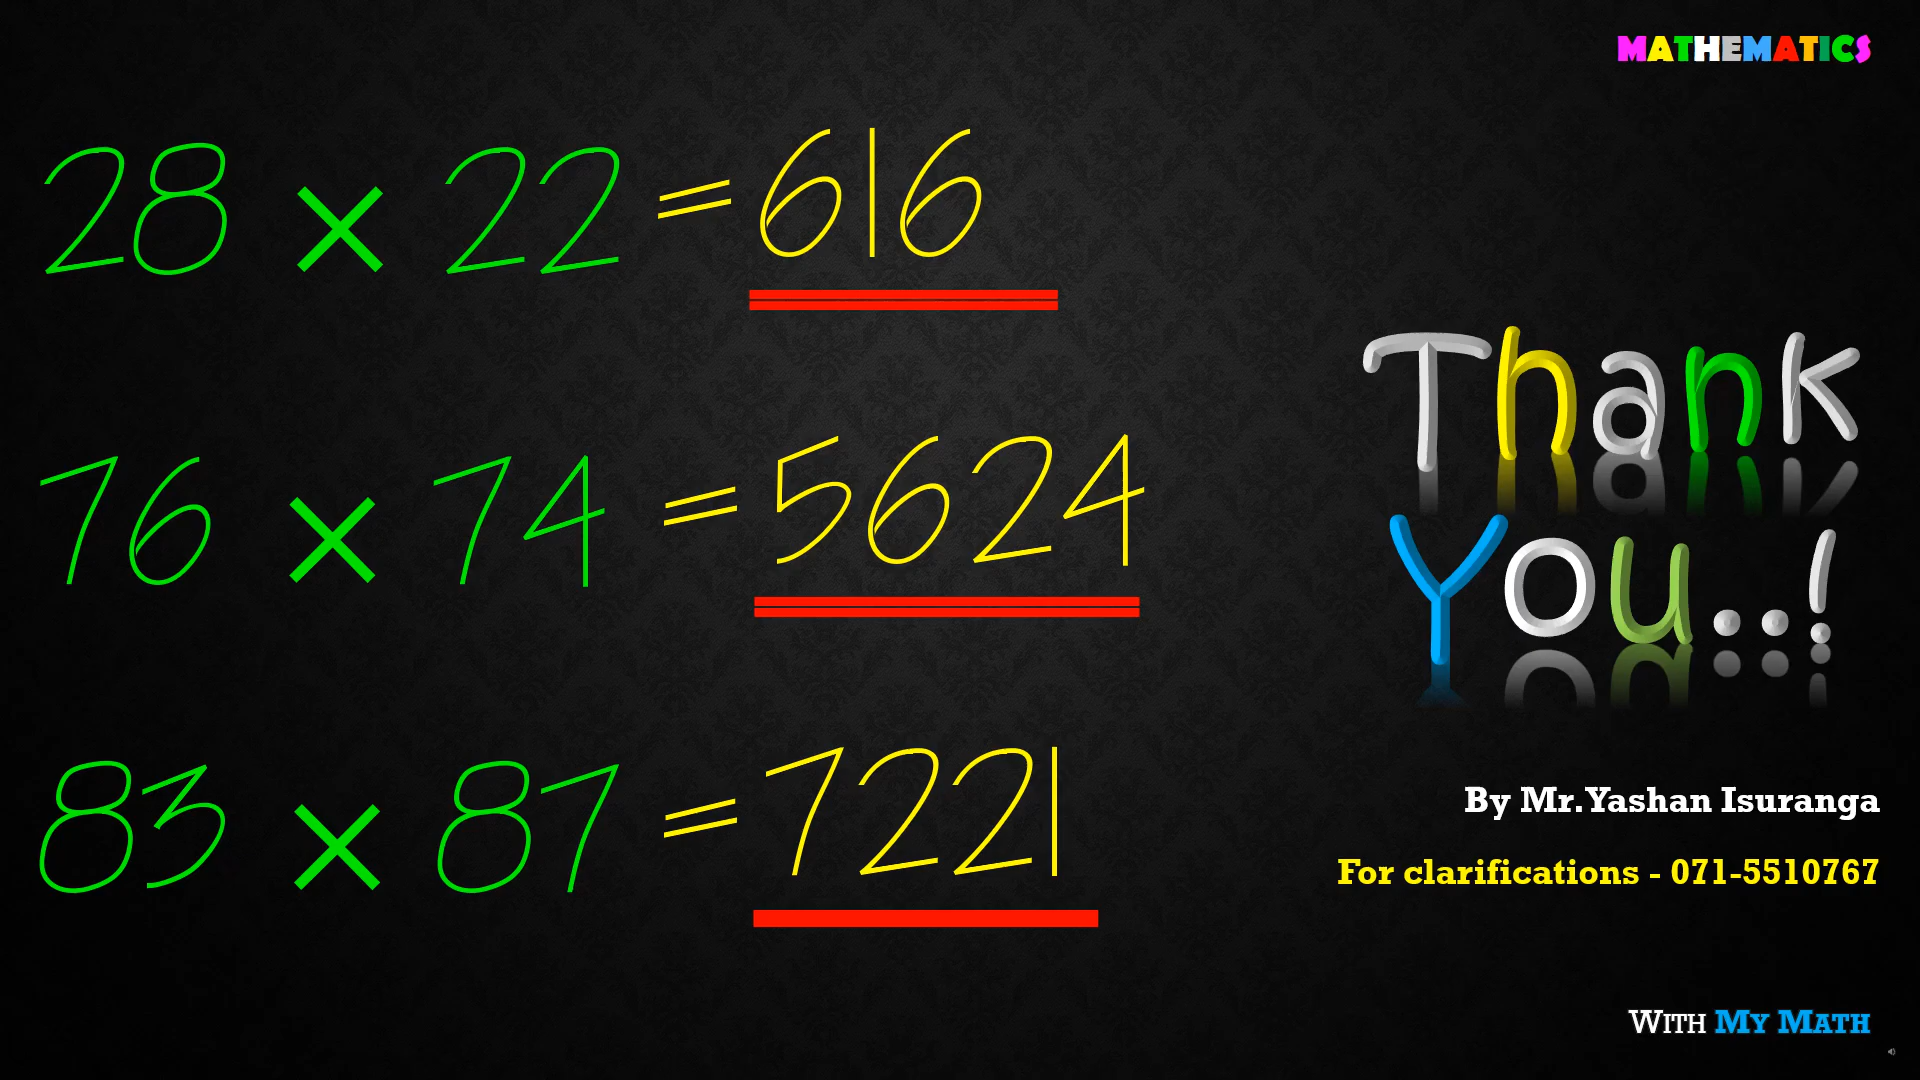 MATHEMATICS
28 × 22 = 616
76 × 74 = 5624
83 × 87 = 7221
Thank
You..!
By Mr.Yashan Isuranga
For clarifications - 071-5510767
WITH MY MATH